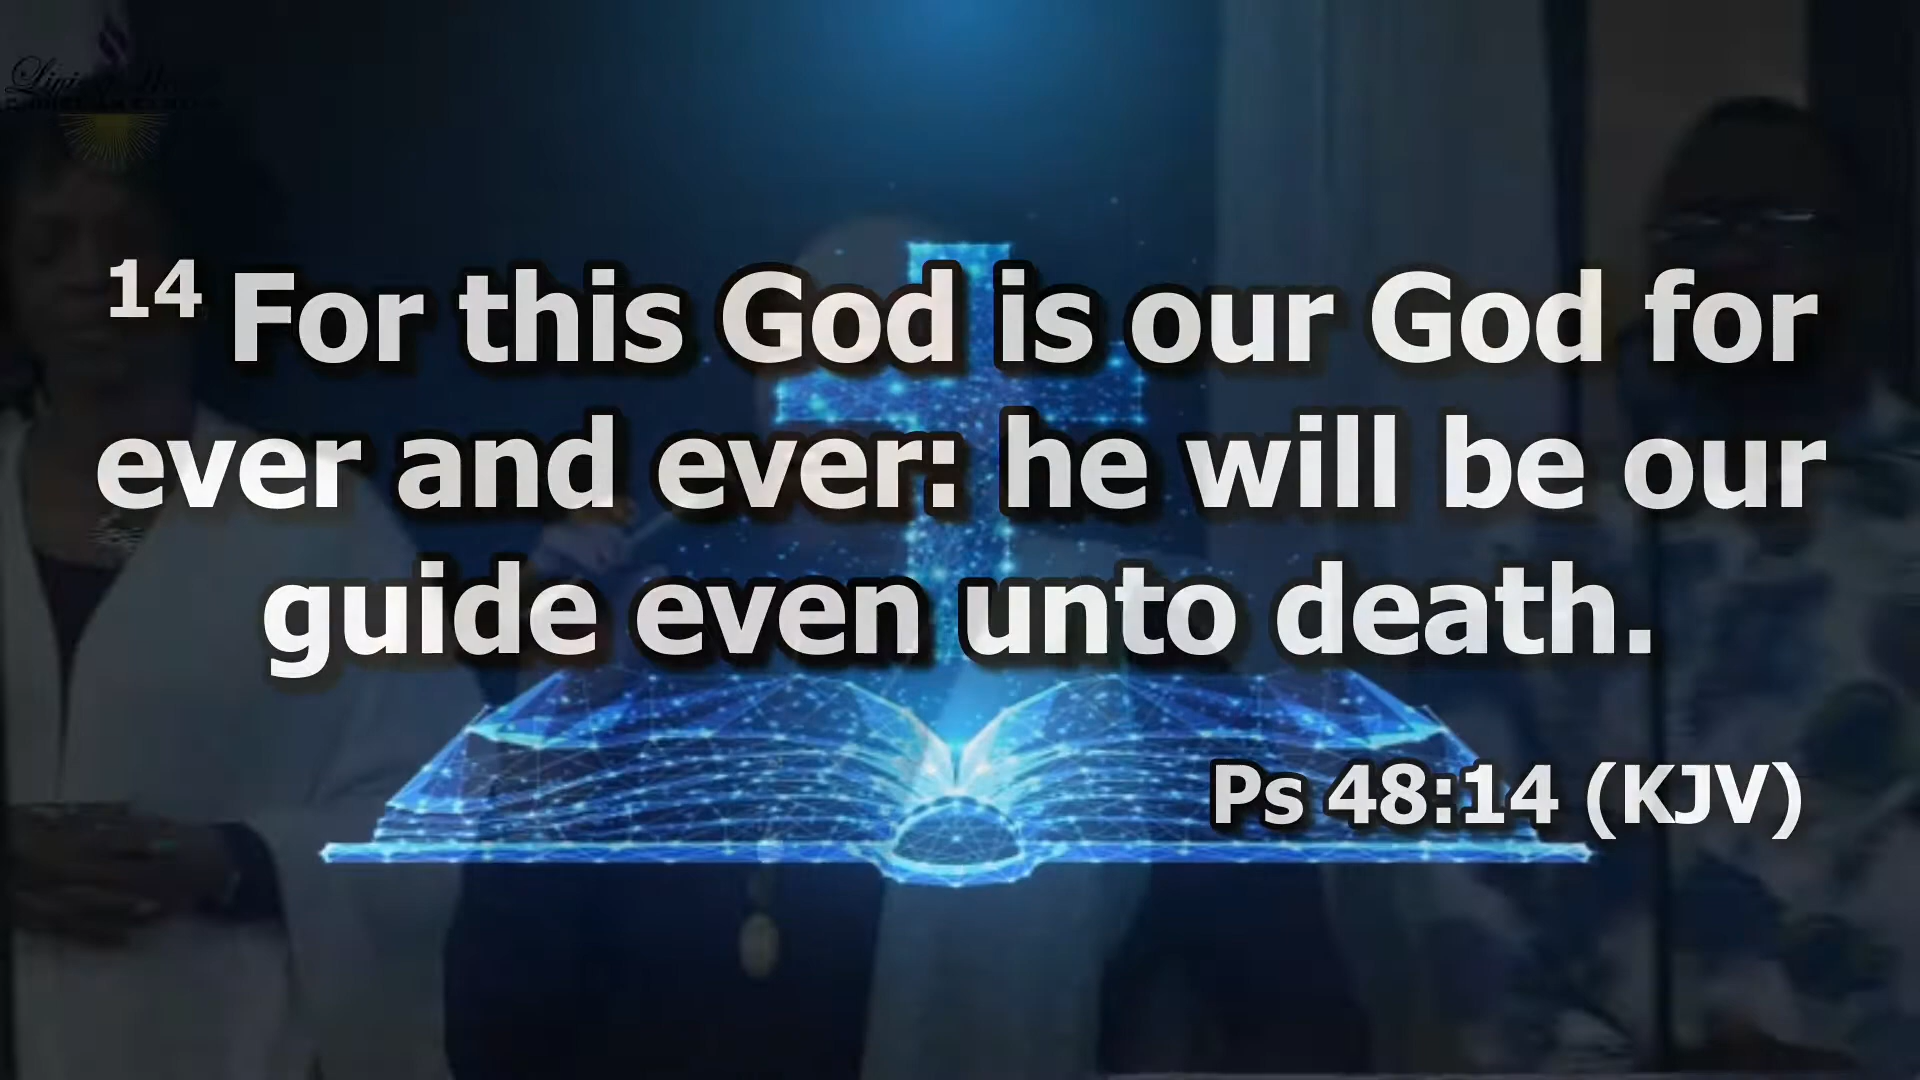 14 For this God is our God for
ever and ever: he will be our
guide even unto death.
Ps 48:14 (KJV)